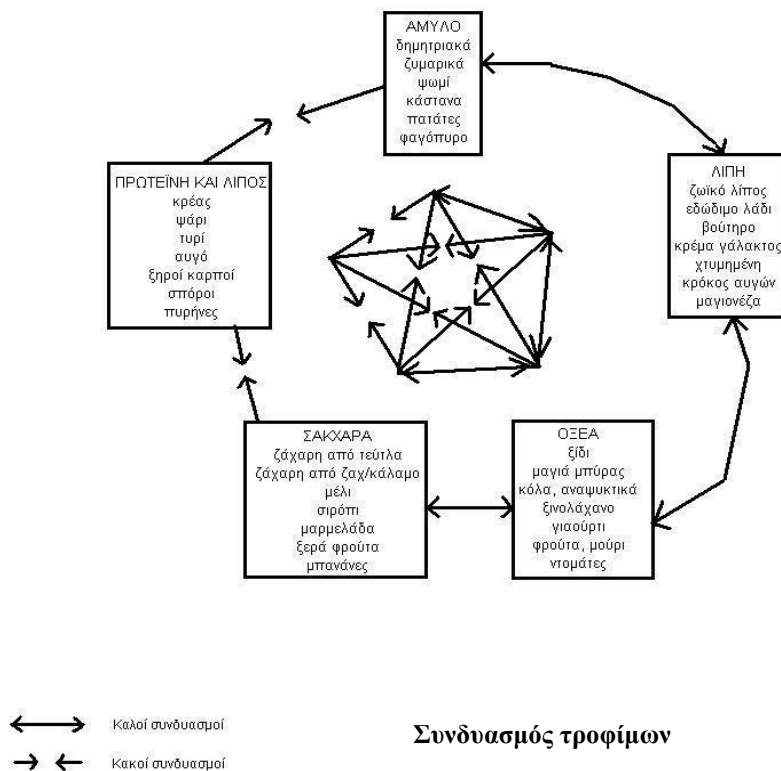 ΑΜΥΛΟ
δημητριακά
ζυμαρικά
ψωμί
κάστανα
πατάτες
φαγόπυρο
ΠΡΩΤΕΪΝΗ ΚΑΙ ΛΙΠΟΣ
κρέας
ψάρι
τυρί
αυγό
ξηροί καρποί
σπόροι
πυρήνες
ΛΙΠΗ
ζωϊκό λίπος
εδώδιμο λάδι
βούτηρο
κρέμα γάλακτος
χτυμημένη
κρόκος αυγών
μαγιονέζα
ΣΑΚΧΑΡΑ
ζάχαρη από τεύτλα
ζάχαρη από ζαχ/κάλαμο
μέλι
σιρόπι
μαρμελάδα
ξερά φρούτα
μπανάνες
ΟΞΕΑ
ξίδι
μαγιά μπύρας
κόλα, αναψυκτικά
ξινολάχανο
γιαούρτι
φρούτα, μούρι
ντομάτες
Καλοί συνδυασμοί
Κακοί συνδυασμοί
Συνδυασμός τροφίμων